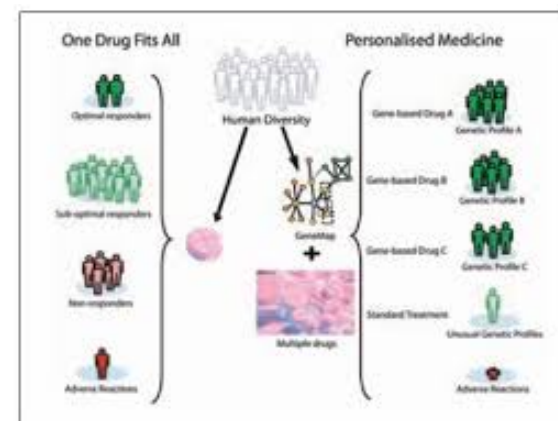 One Drug Fits All
Personalised Medicine
Optimal responders
Sub-optimal responders
Non-responders
Adverse Reactions
Human Diversity
GeneMap
+
Multiple drugs
Gene-based Drug A
Genetic Profile A
Gene-based Drug B
Genetic Profile B
Gene-based Drug C
Genetic Profile C
Standard Treatment
Unusual Genetic Profiles
Adverse Reactions